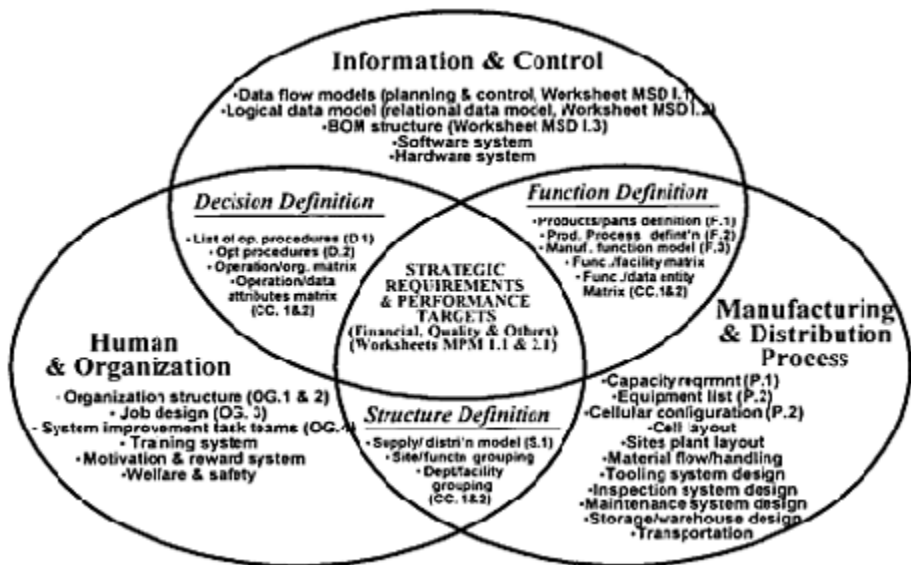 Information & Control
•Data flow models (planning & control, Worksheet MSD I.1)
•Logical data model (relational data model, Worksheet MSD I.2)
•BOM structure (Worksheet MSD I.3)
•Software system
•Hardware system
Decision Definition
•List of op. procedures (D.1)
•Opt procedures (D.2)
•Operation/org. matrix
•Operation/data
attributes matrix
(CC. 1&2)
Function Definition
•Products/parts definition (F.1)
•Prod. Process defint'n (F.2)
•Manuf. function model (F.3)
•Func./facility matrix
•Func./data entity
Matrix (CC.1&2)
STRATEGIC
REQUIREMENTS
& PERFORMANCE
TARGETS
(Financial, Quality & Others)
(Worksheets MPM 1.1 & 2.1)
Human
& Organization
•Organization structure (OG.1 & 2)
•Job design (OG. 3)
•System improvement task teams (OG.4)
•Training system
•Motivation & reward system
•Welfare & safety
Structure Definition
•Supply/ distri'n model (S.1)
•Site/functn grouping
•Dept/facility
grouping
(CC. 1&2)
Manufacturing
& Distribution
Process
•Capacity reqrmnt (P.1)
•Equipment list (P.2)
•Cellular configuration (P.2)
•Cell layout
•Sites plant layout
•Material flow/handling
•Tooling system design
•Inspection system design
•Maintenance system design
•Storage/warehouse design
•Transportation